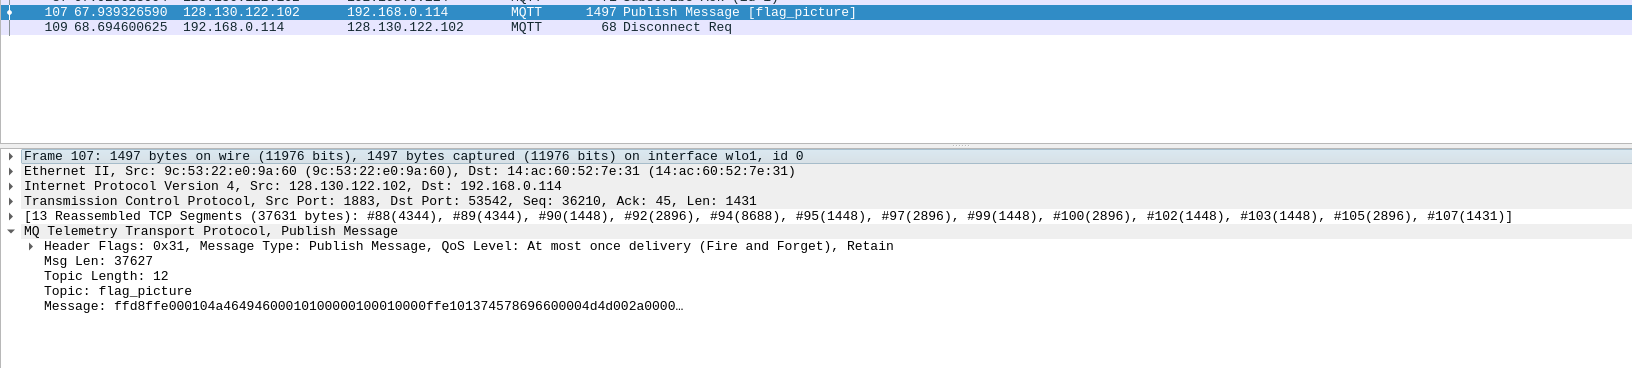 107 67.939326590 128.130.122.102 192.168.0.114 MQTT 1497 Publish Message [flag_picture]
109 68.694600625 192.168.0.114 128.130.122.102 MQTT 68 Disconnect Req
Frame 107: 1497 bytes on wire (11976 bits), 1497 bytes captured (11976 bits) on interface wlo1, id 0
Ethernet II, Src: 9c:53:22:e0:9a:60 (9c:53:22:e0:9a:60), Dst: 14:ac:60:52:7e:31 (14:ac:60:52:7e:31)
Internet Protocol Version 4, Src: 128.130.122.102, Dst: 192.168.0.114
Transmission Control Protocol, Src Port: 1883, Dst Port: 53542, Seq: 36210, Ack: 45, Len: 1431
[13 Reassembled TCP Segments (37631 bytes): #88(4344), #89(4344), #90(1448), #92(2896), #94(8688), #95(1448), #97(2896), #99(1448), #100(2896), #102(1448), #103(1448), #105(2896), #107(1431)]
MQ Telemetry Transport Protocol, Publish Message
Header Flags: 0x31, Message Type: Publish Message, QoS Level: At most once delivery (Fire and Forget), Retain
Msg Len: 37627
Topic Length: 12
Topic: flag_picture
Message: ffd8ffe000104a46494600010100000100010000ffe101374578696600004d4d002a0000…